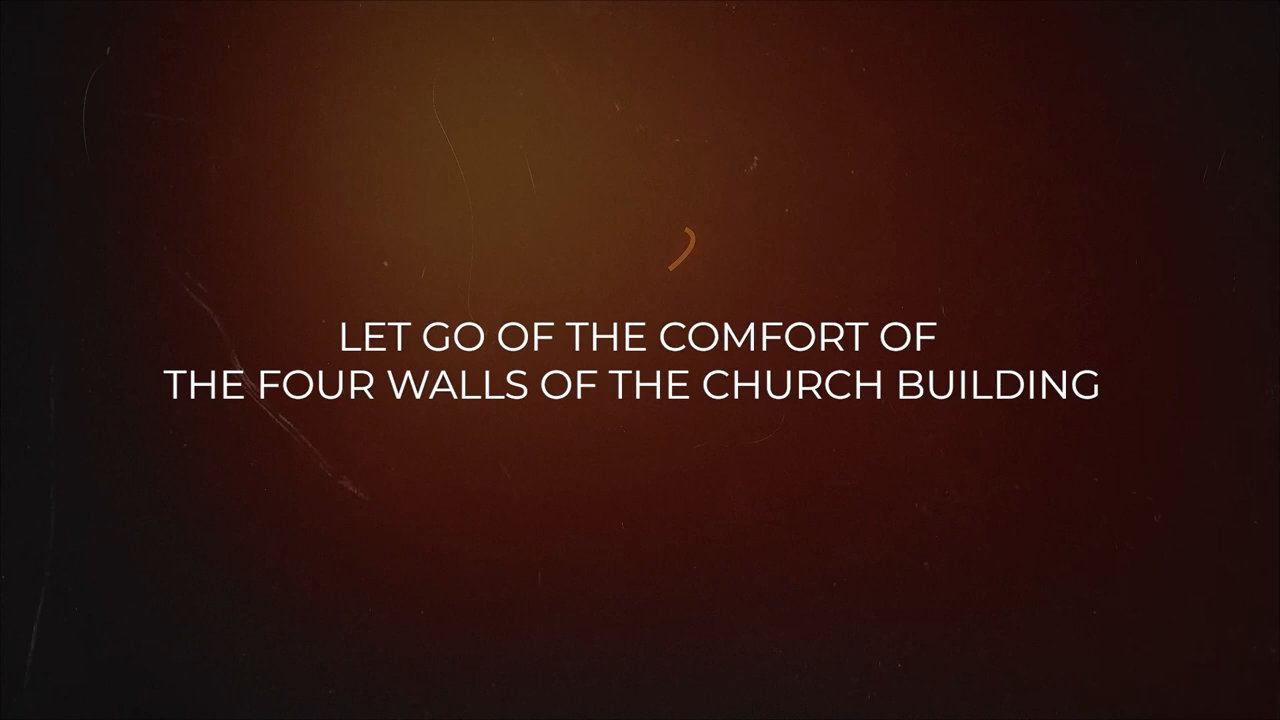 LET GO OF THE COMFORT OF
THE FOUR WALLS OF THE CHURCH BUILDING